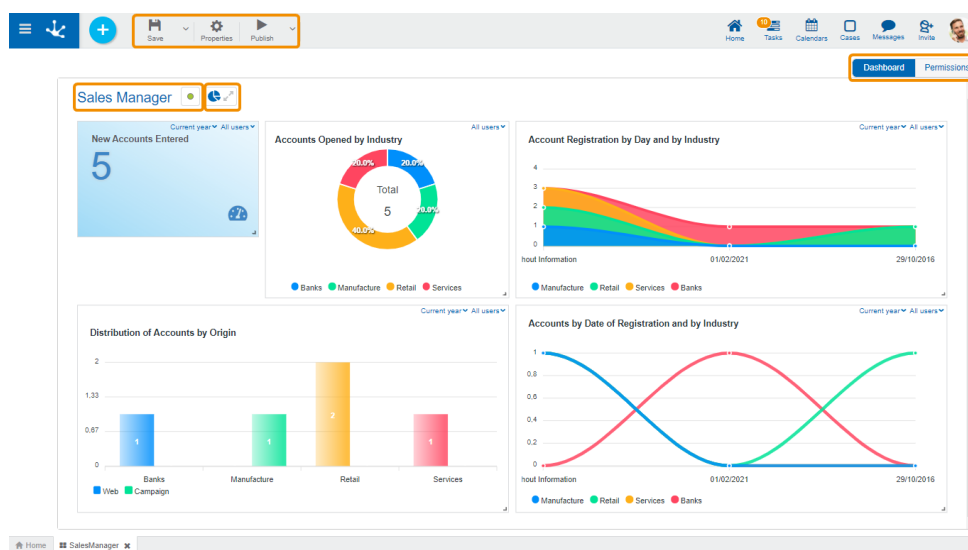 Save
Properties
Publish
Home
10
Tasks
Calendars
Cases
Messages
Invite
Dashboard
Permissions
Sales Manager
Current year All users
New Accounts Entered
5
All users
Accounts Opened by Industry
20.0%
20.0%
20.0%
40.0%
Total
5
Banks Manufacture Retail Services
Current year All users
Account Registration by Day and by Industry
4
3
2
1
0
hout Information 01/02/2021 29/10/2016
Manufacture Retail Services Banks
Current year All users
Distribution of Accounts by Origin
2
1,33
0,67
0
1
1
2
1
Banks Manufacture Retail Services
Web Campaign
Current year All users
Accounts by Date of Registration and by Industry
1
0,8
0,6
0,4
0,2
0
hout Information 01/02/2021 29/10/2016
Manufacture Retail Services Banks
Home SalesManager